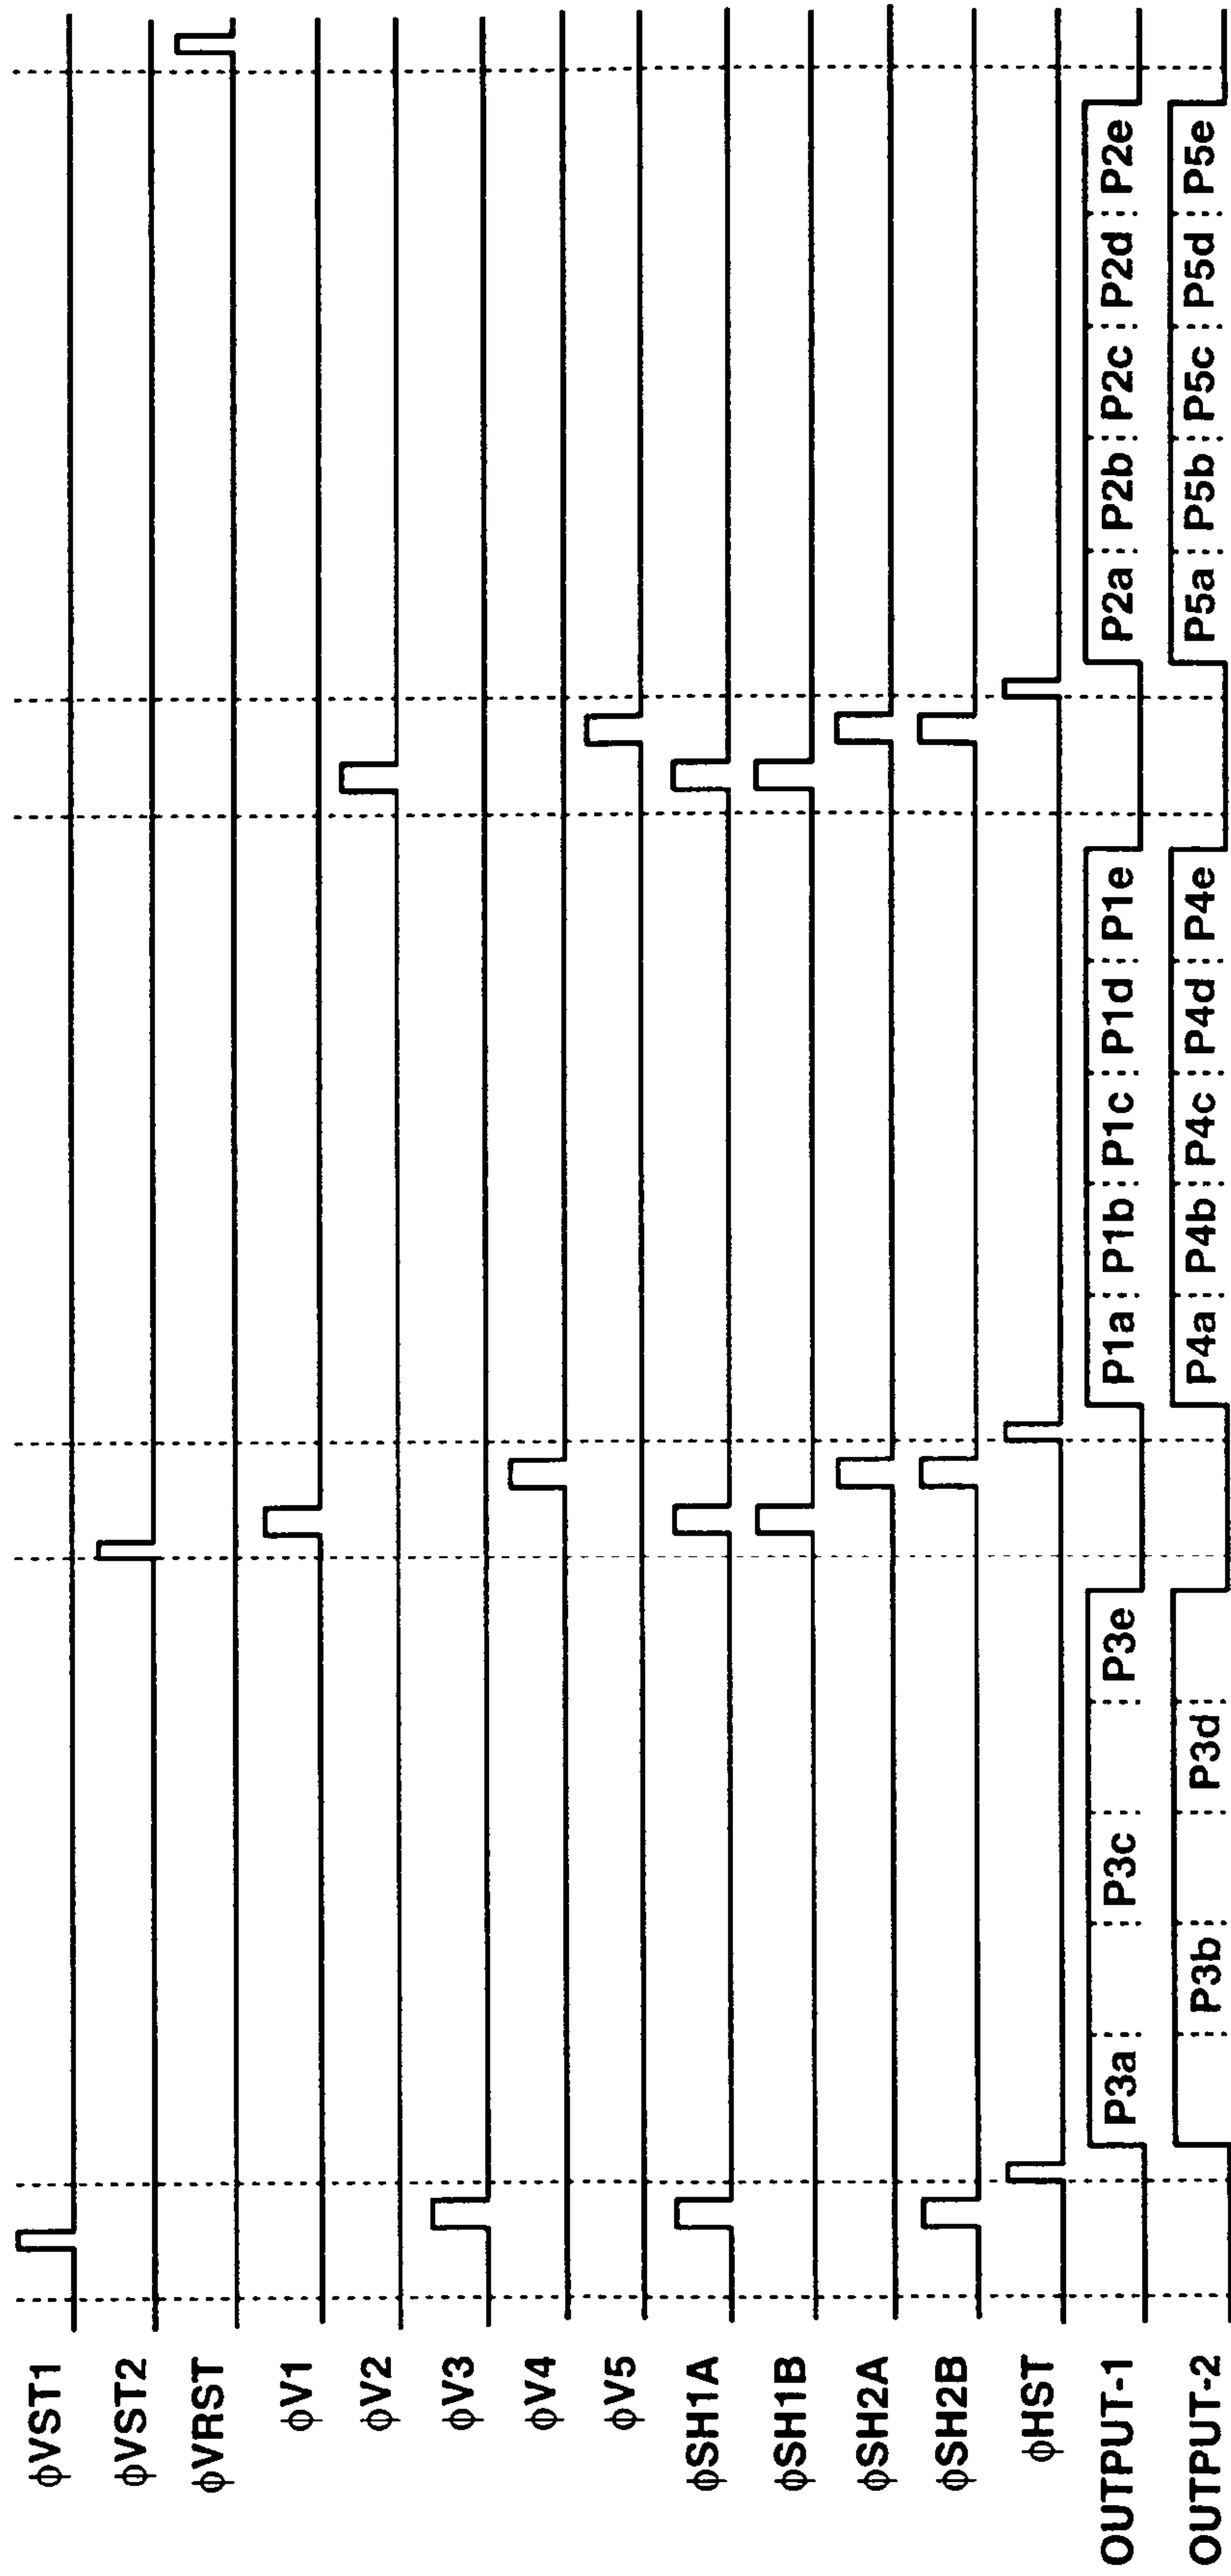 φVST1
φVST2
φVRST
φV1
φV2
φV3
φV4
φV5
φSH1A
φSH1B
φSH2A
φSH2B
φHST
OUTPUT-1 P3a P3c P3e P1a P1b P1c P1d P1e P2a P2b P2c P2d P2e
OUTPUT-2 P3b P3d P4a P4b P4c P4d P4e P5a P5b P5c P5d P5e